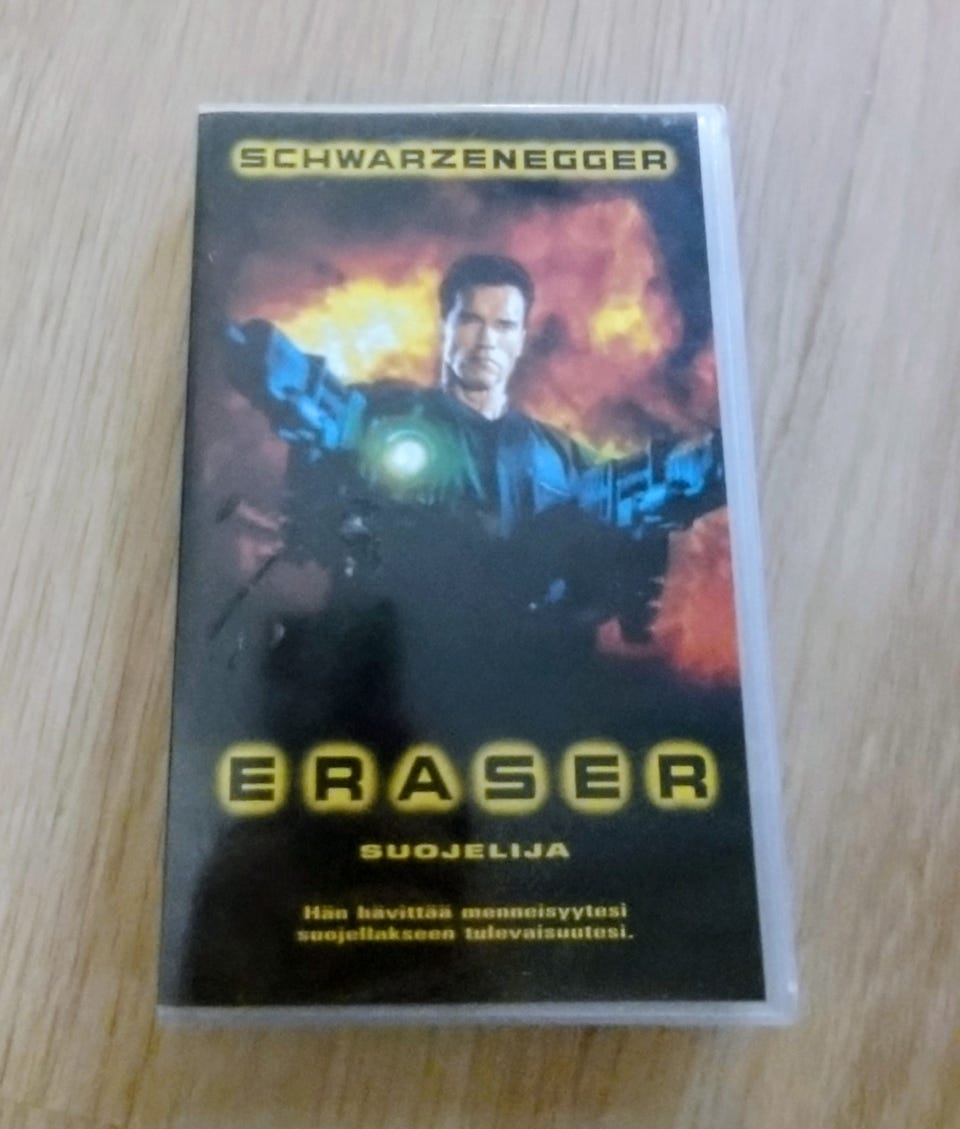 SCHWARZENEGGER
ERASER
SUOJELIJA
Hän hävittää menneisyytesi
suojellakseen tulevaisuutesi.